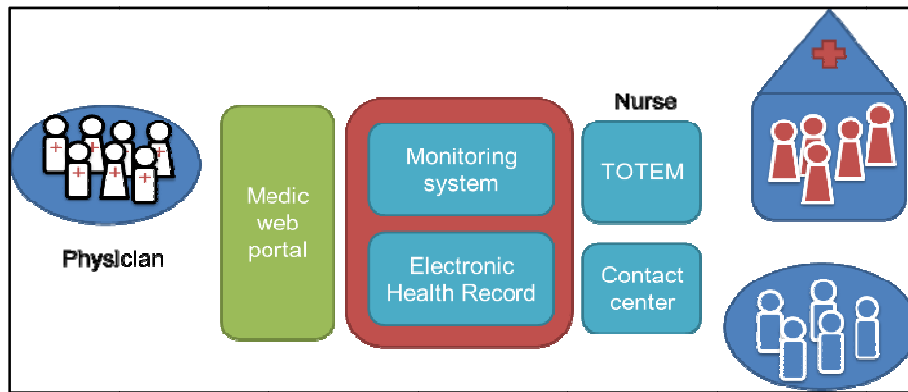 Physician
Medic
web
portal
Monitoring
system
Electronic
Health Record
Nurse
TOTEM
Contact
center